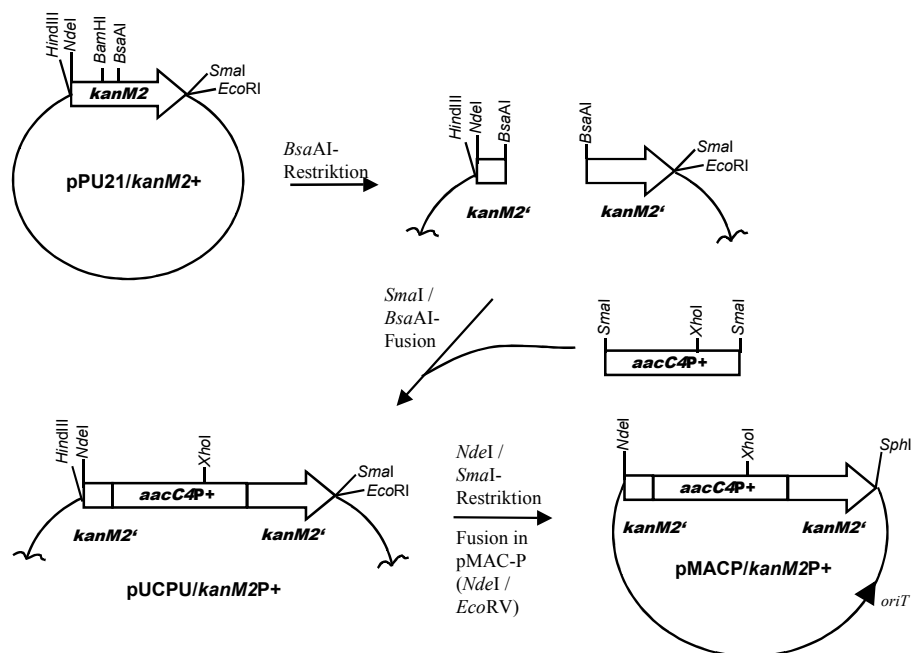 HindIII
NdeI
BamHI
BsaAI
SmaI
EcoRI
kanM2
pPU21/kanM2+
BsaAI-
Restriktion
HindIII
NdeI
BsaAI
BsaAI
SmaI
EcoRI
kanM2‘
kanM2‘
SmaI /
BsaAI-
Fusion
SmaI
XhoI
SmaI
aacC4P+
HindIII
NdeI
XhoI
SmaI
EcoRI
aacC4P+
kanM2‘
kanM2‘
pUCPU/kanM2P+
NdeI /
SmaI-
Restriktion
Fusion in
pMAC-P
(NdeI /
EcoRV)
NdeI
XhoI
SphI
aacC4P+
kanM2‘
kanM2‘
pMACP/kanM2P+
oriT